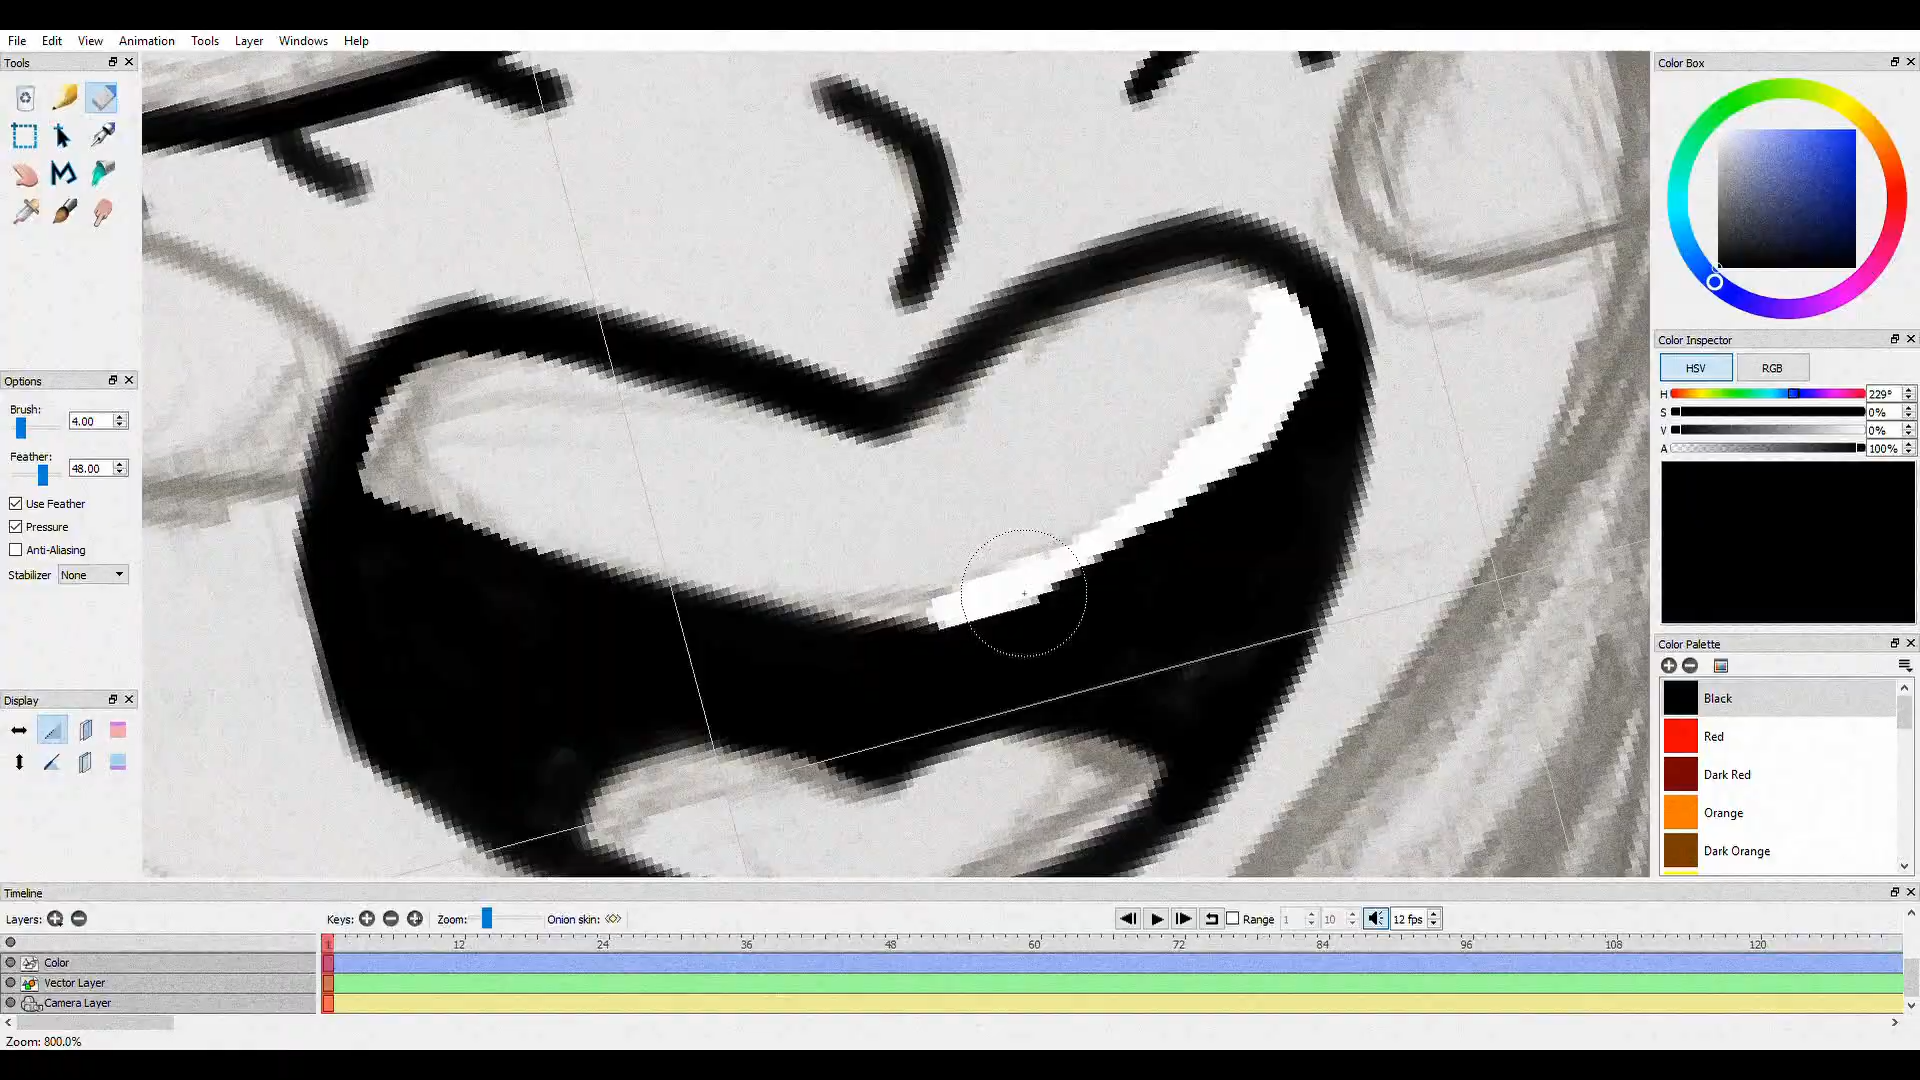 File Edit View Animation Tools Layer Window Help
Tools
Color Box
Color Inspector
HSV RGB
Options
H 229°
Brush:
S 0%
4.00
V 0%
A 100%
Feather:
48.00
Use Feather
Pressure
Anti-Aliasing
Stabilizer None
Color Palette
Black
Display
Red
Dark Red
Orange
Dark Orange
Timeline
Layers: Keys: Zoom: Onion skin: Range 1 10 12 fps
1 12 24 36 48 60 72 84 96 108 120
Color
Vector Layer
Camera Layer
Zoom: 800.0%